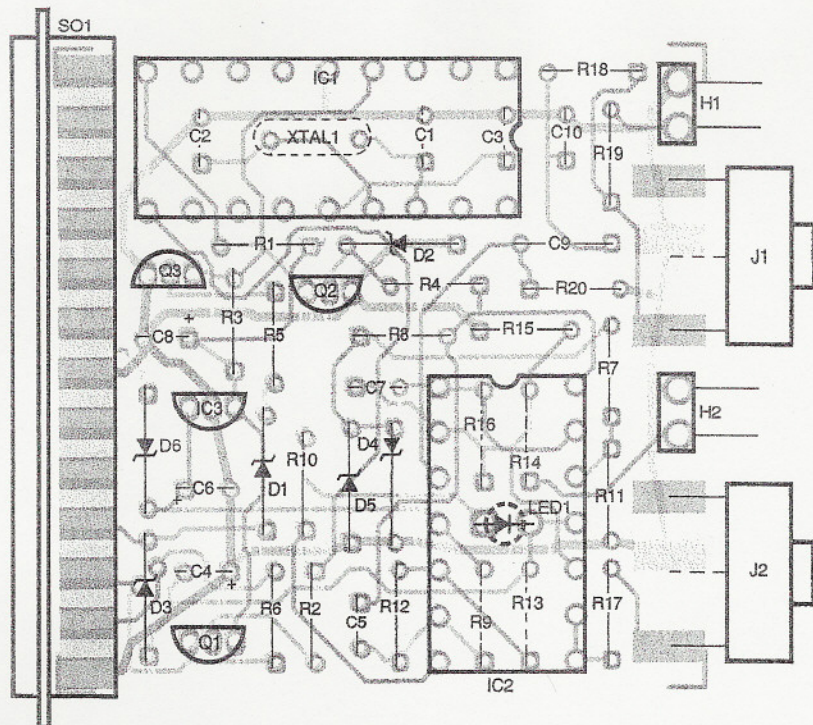 SO1
IC1
R18
H1
C2
XTAL1
C1
C3
C10
R19
R1
D2
C9
J1
Q3
Q2
R4
R20
R3
R5
+
C8
R8
R15
R7
IC3
C7
H2
D6
R16
D4
R14
D1
R10
C6
+
D5
LED1
R11
C4
+
D3
R6
R2
C5
R12
R9
R13
R17
J2
Q1
IC2